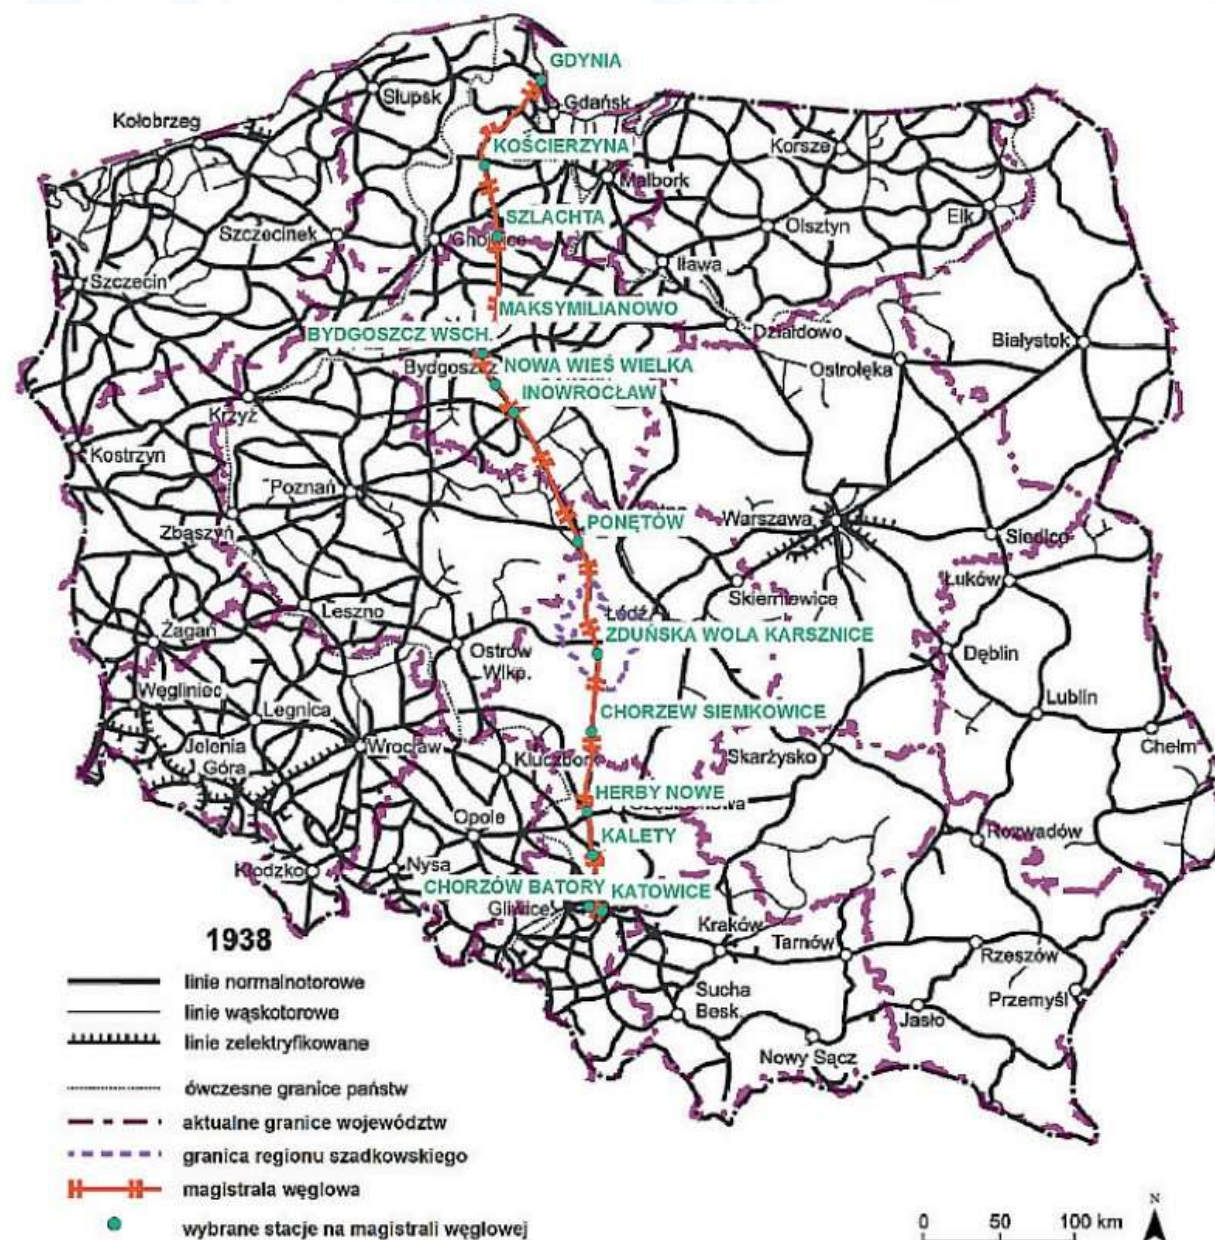 GDYNIA
Słupsk
Gdańsk
Kołobrzeg
KOŚCIERZYNA
Korsze
Malbork
SZLACHTA
Ełk
Szczecinek
Chojnice
Olsztyn
Iława
Szczecin
MAKSYMILIANOWO
BYDGOSZCZ WSCH.
Działdowo
Białystok
Bydgoszcz
NOWA WIEŚ WIELKA
Ostrołęka
INOWROCŁAW
Krzyż
Kostrzyn
Poznań
PONĘTÓW
Warszawa
Zbąszyń
Siedlce
Łuków
Skierniewice
Leszno
Łódź
Żagań
ZDUŃSKA WOLA KARSZNICE
Ostrów
Wlkp.
Dęblin
Węgliniec
Legnica
Lublin
CHORZEW SIEMKOWICE
Jelenia
Góra
Wrocław
Skarżysko
Chełm
Kluczbork
HERBY NOWE
Opole
KALETY
Rozwadów
Kłodzko
Nysa
CHORZÓW BATORY
KATOWICE
Gliwice
Kraków
Tarnów
Rzeszów
Sucha
Besk.
Przemyśl
Jasło
Nowy Sącz
1938
linie normalnotorowe
linie wąskotorowe
linie zelektryfikowane
ówczesne granice państw
aktualne granice województw
granica regionu szadkowskiego
magistrala węglowa
wybrane stacje na magistrali węglowej
0 50 100 km
N